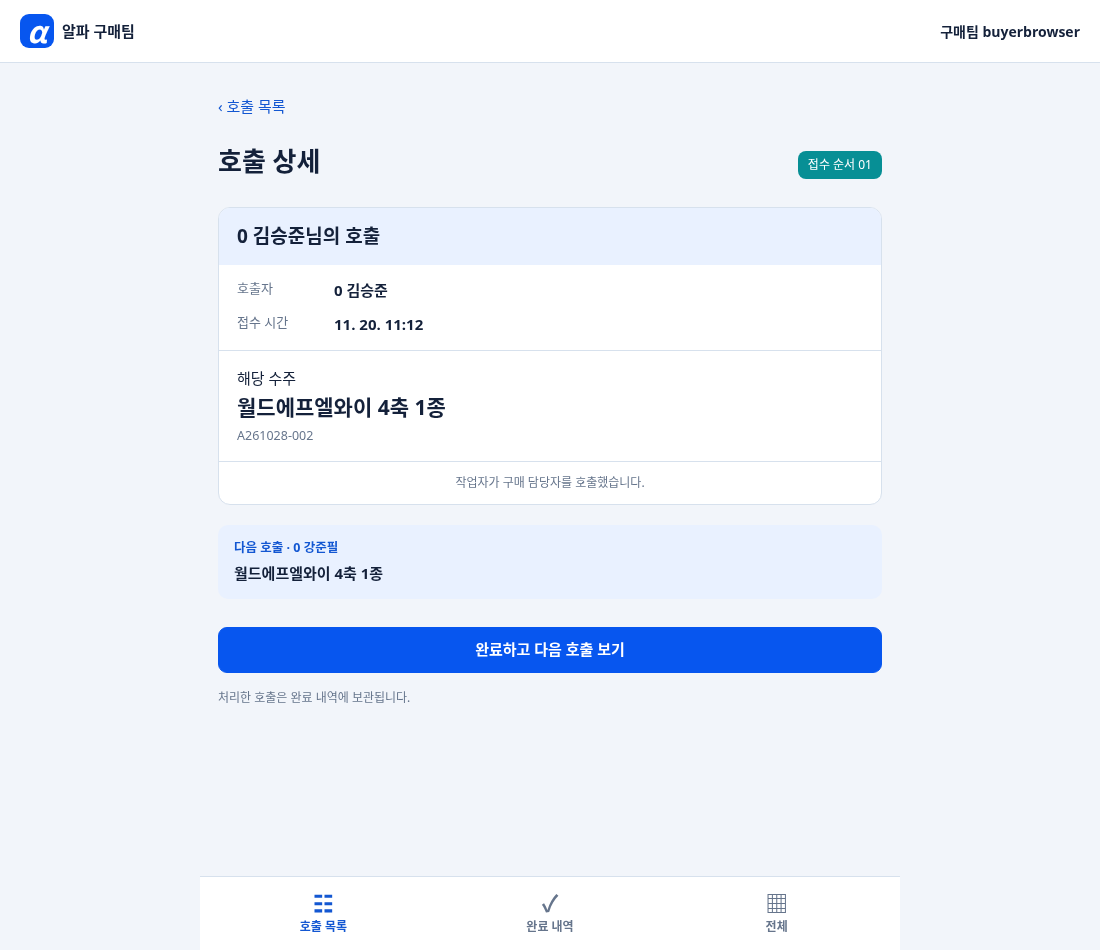 α 알파 구매팀
구매팀 buyerbrowser
‹ 호출 목록
호출 상세
접수 순서 01
0 김승준님의 호출
호출자 0 김승준
접수 시간 11. 20. 11:12
해당 수주
월드에프엘와이 4축 1종
A261028-002
작업자가 구매 담당자를 호출했습니다.
다음 호출 · 0 강준필
월드에프엘와이 4축 1종
완료하고 다음 호출 보기
처리한 호출은 완료 내역에 보관됩니다.
호출 목록
완료 내역
전체